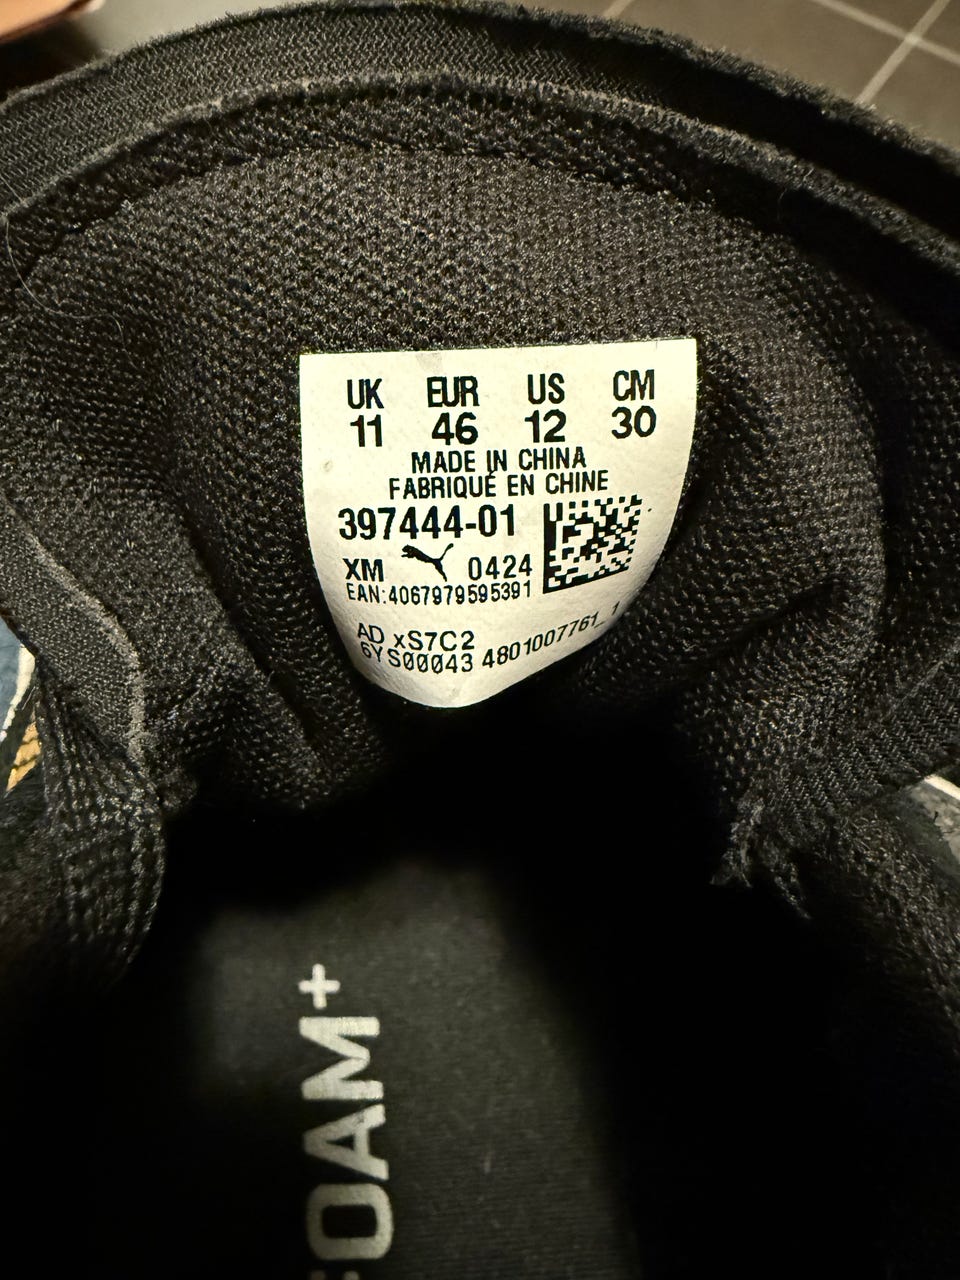 UK EUR US CM
11 46 12 30
MADE IN CHINA
FABRIQUÉ EN CHINE
397444-01
XM 0424
EAN:4067979595391
AD xS7C2
6YS00043 4801007761_1
OAM+